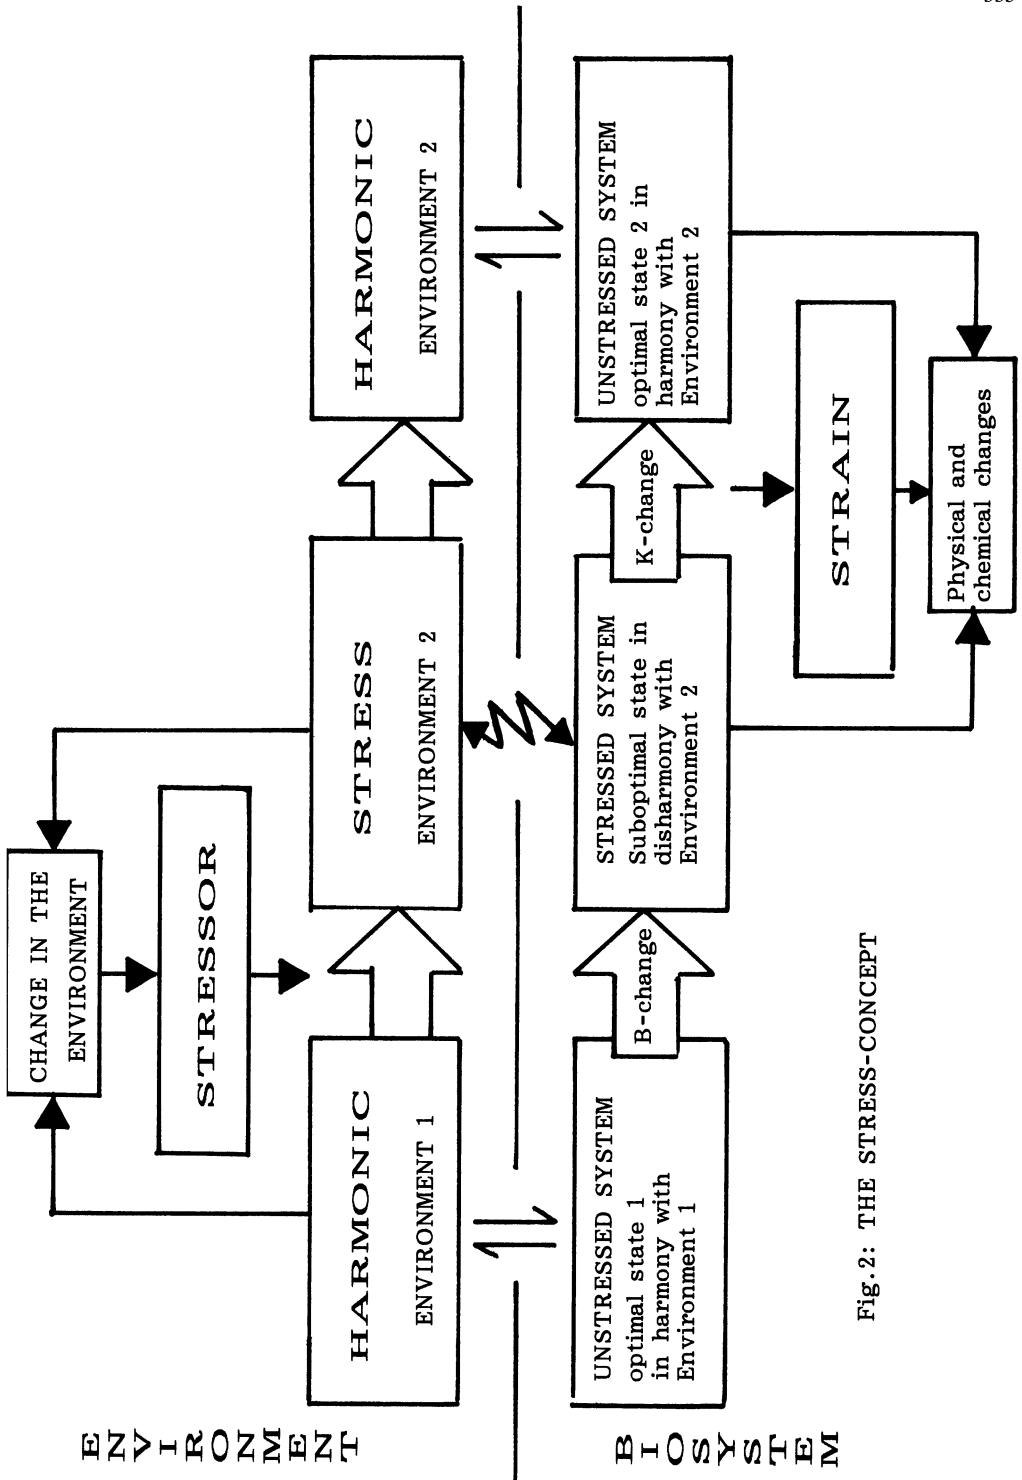 ENVIRONMENT
CHANGE IN THE
ENVIRONMENT
STRESSOR
HARMONIC
ENVIRONMENT 1
STRESS
ENVIRONMENT 2
HARMONIC
ENVIRONMENT 2
BIOSYSTEM
UNSTRESSED SYSTEM
optimal state 1
in harmony with
Environment 1
B-change
STRESSED SYSTEM
Suboptimal state in
disharmony with
Environment 2
K-change
UNSTRESSED SYSTEM
optimal state 2 in
harmony with
Environment 2
STRAIN
Physical and
chemical changes
Fig.2: THE STRESS-CONCEPT